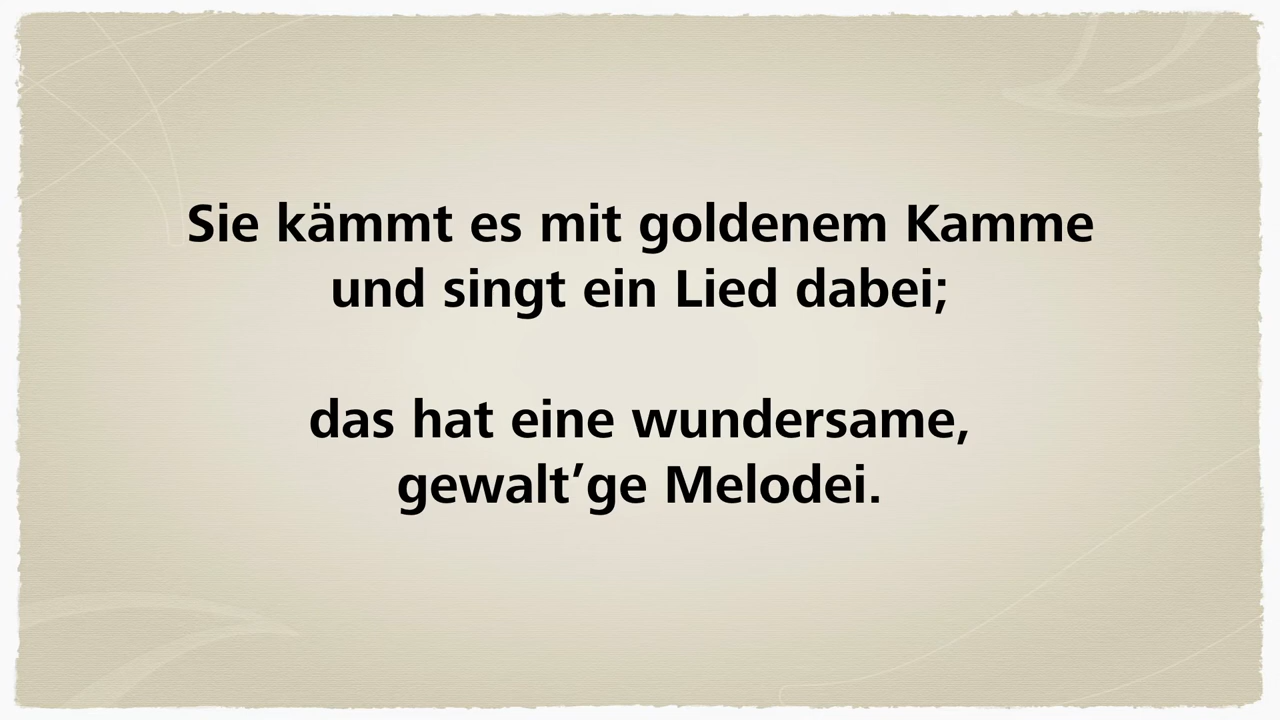 Sie kämmt es mit goldenem Kamme
und singt ein Lied dabei;
das hat eine wundersame,
gewalt’ge Melodei.